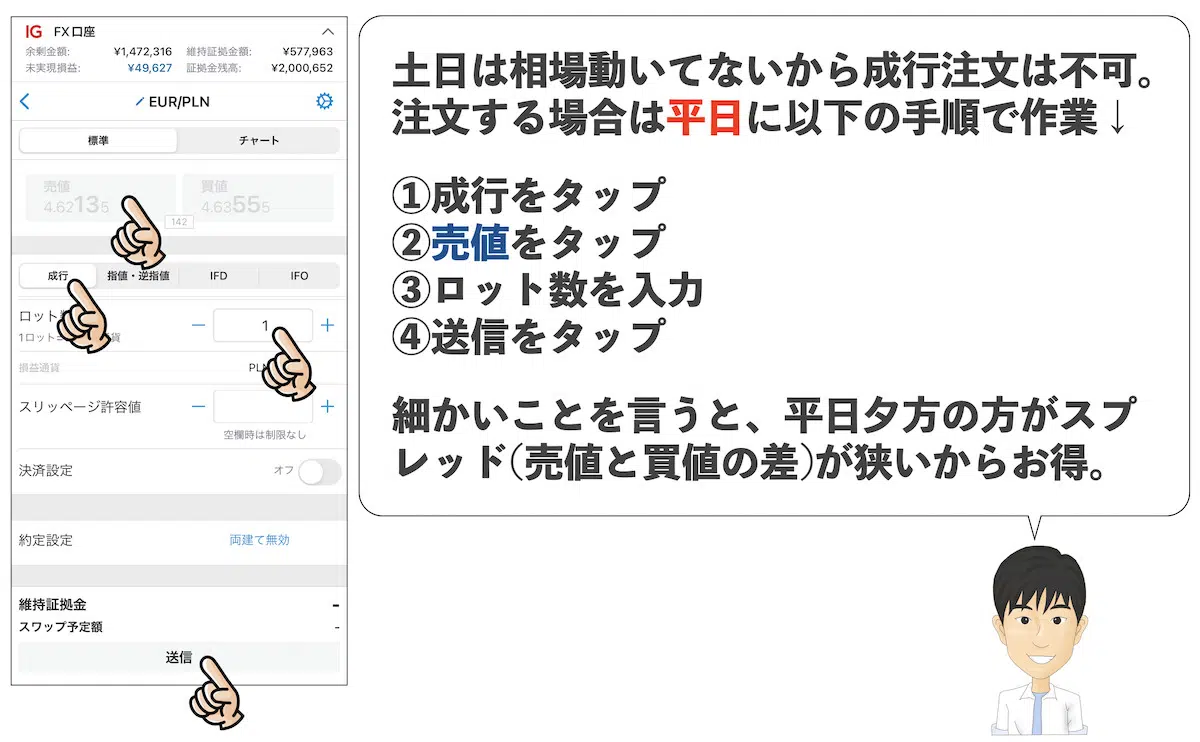 IG FX口座
余剰金額: ¥1,472,316 維持証拠金額: ¥577,963
未実現損益: ¥49,627 証拠金残高: ¥2,000,652
EUR/PLN
標準 チャート
売値 買値
4.62135 4.63555
142
成行 指値・逆指値 IFD IFO
ロット
1
1ロット= 貨
損益通貨 PLN
スリッページ許容値
空欄時は制限なし
決済設定 オフ
約定設定 両建て無効
維持証拠金 -
スワップ予定額 -
送信
土日は相場動いてないから成行注文は不可。
注文する場合は平日に以下の手順で作業↓
①成行をタップ
②売値をタップ
③ロット数を入力
④送信をタップ
細かいことを言うと、平日夕方の方がスプ
レッド(売値と買値の差)が狭いからお得。